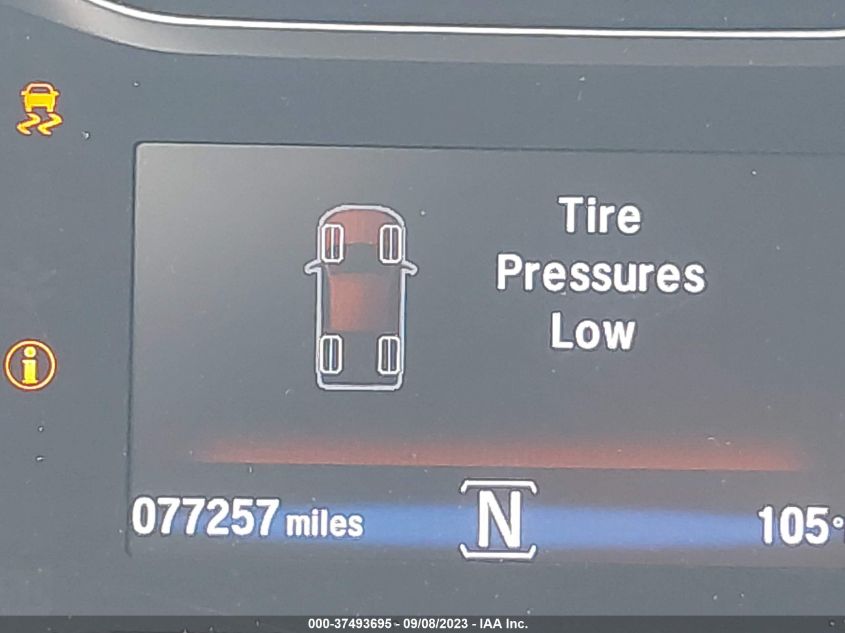 Tire
Pressures
Low
077257 miles
N
105°
000-37493695 - 09/08/2023 - IAA Inc.